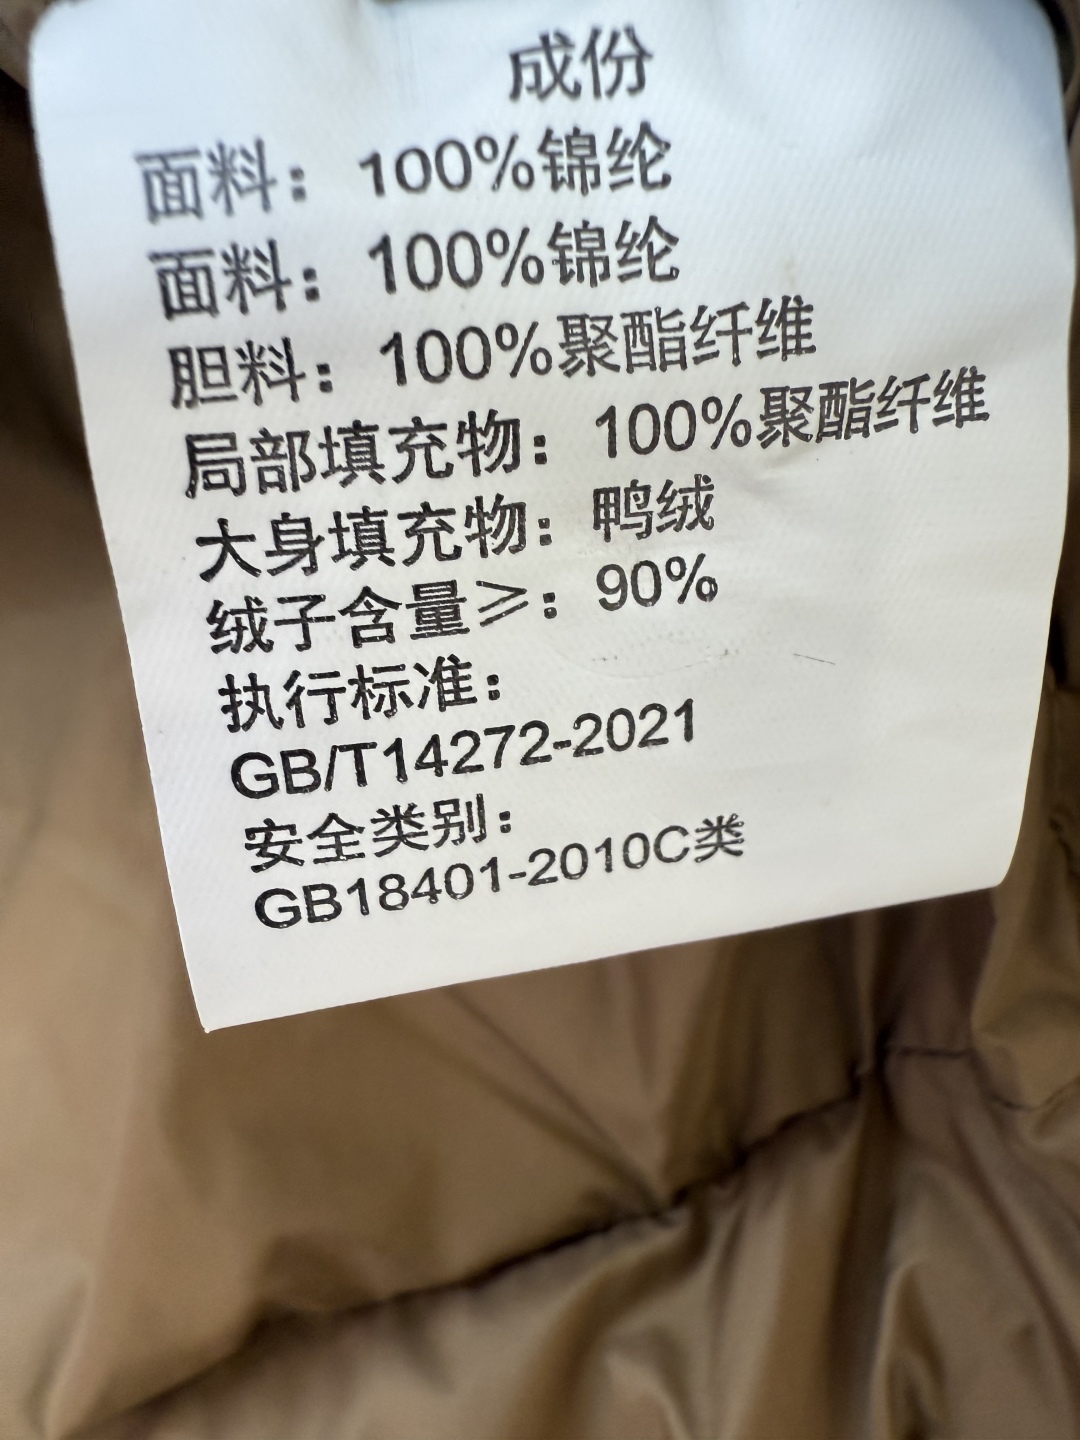 成份
面料：100%锦纶
面料：100%锦纶
胆料：100%聚酯纤维
局部填充物：100%聚酯纤维
大身填充物：鸭绒
绒子含量≥：90%
执行标准：
GB/T14272-2021
安全类别：
GB18401-2010C类